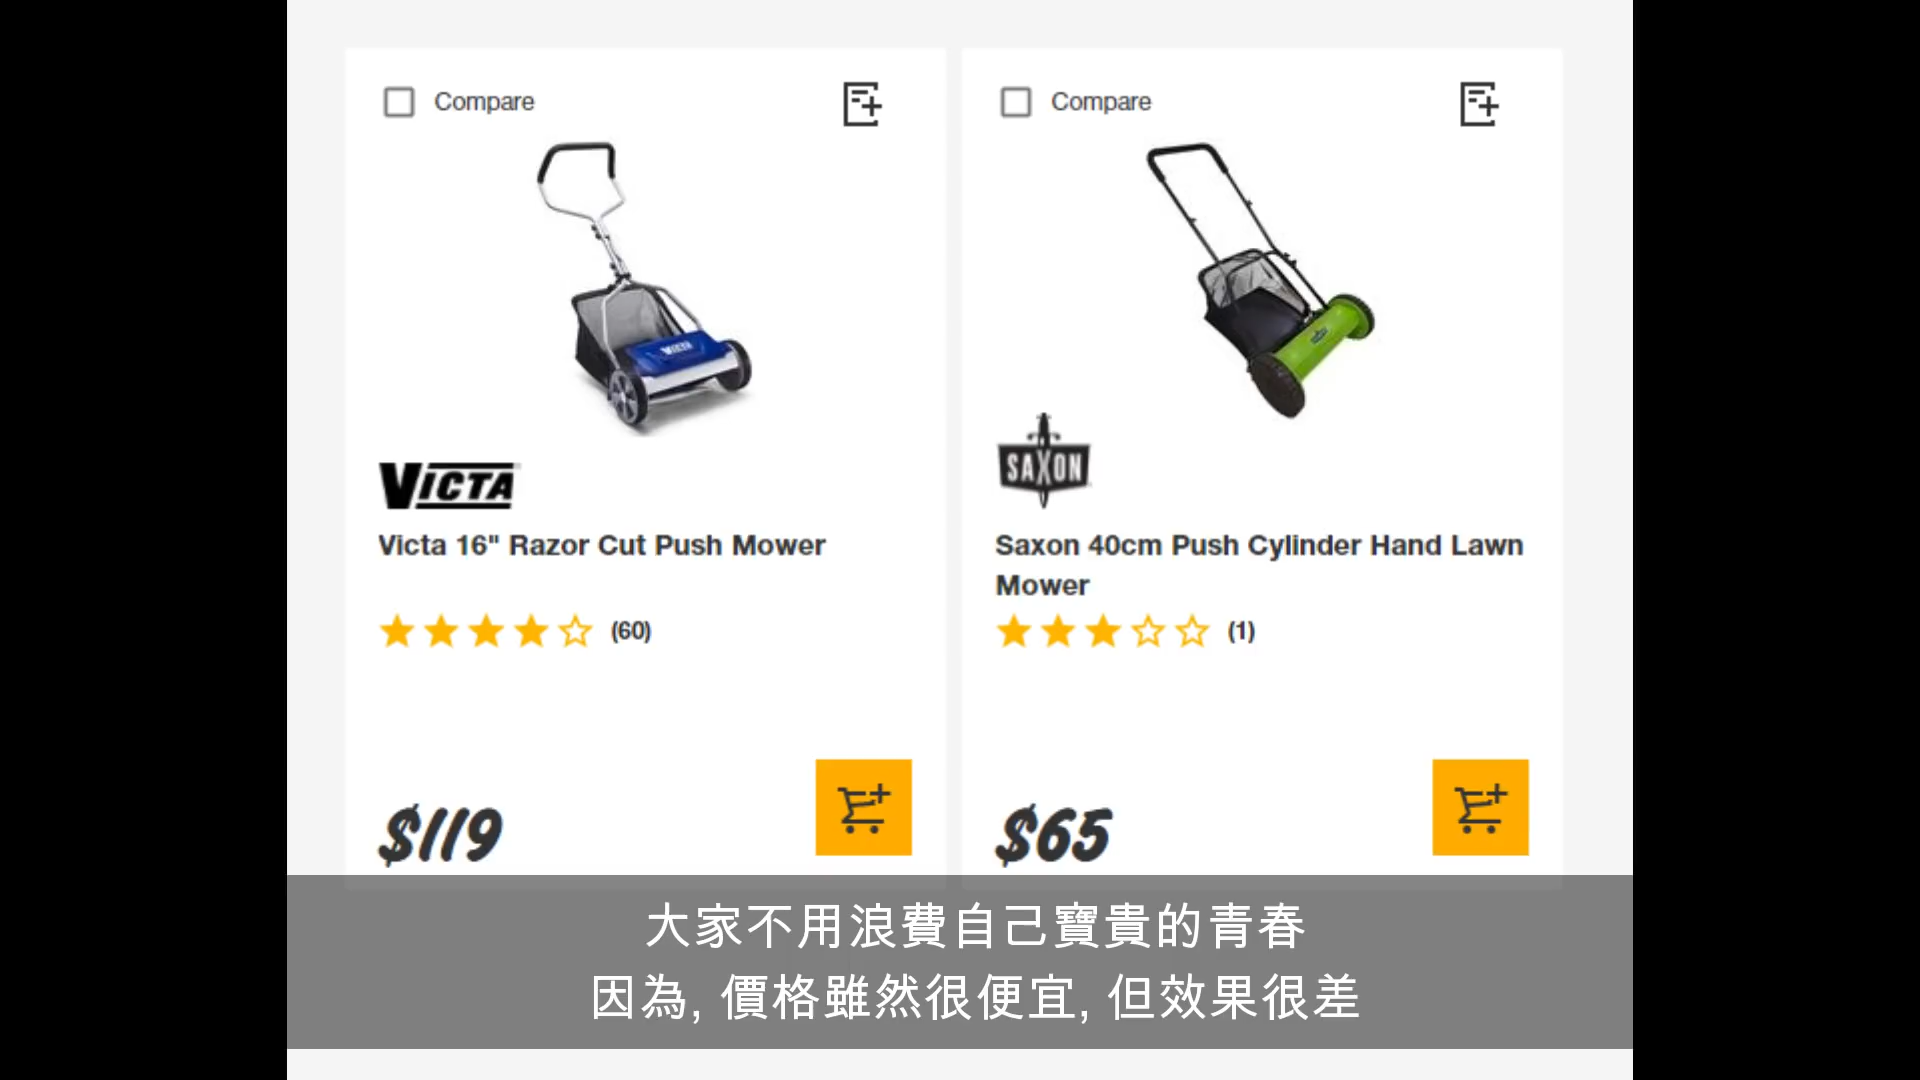 Compare
Compare
VICTA
VICTA
SAXON
Victa 16" Razor Cut Push Mower
Saxon 40cm Push Cylinder Hand Lawn
Mower
(60)
(1)
$119
$65
大家不用浪費自己寶貴的青春
因為, 價格雖然很便宜, 但效果很差